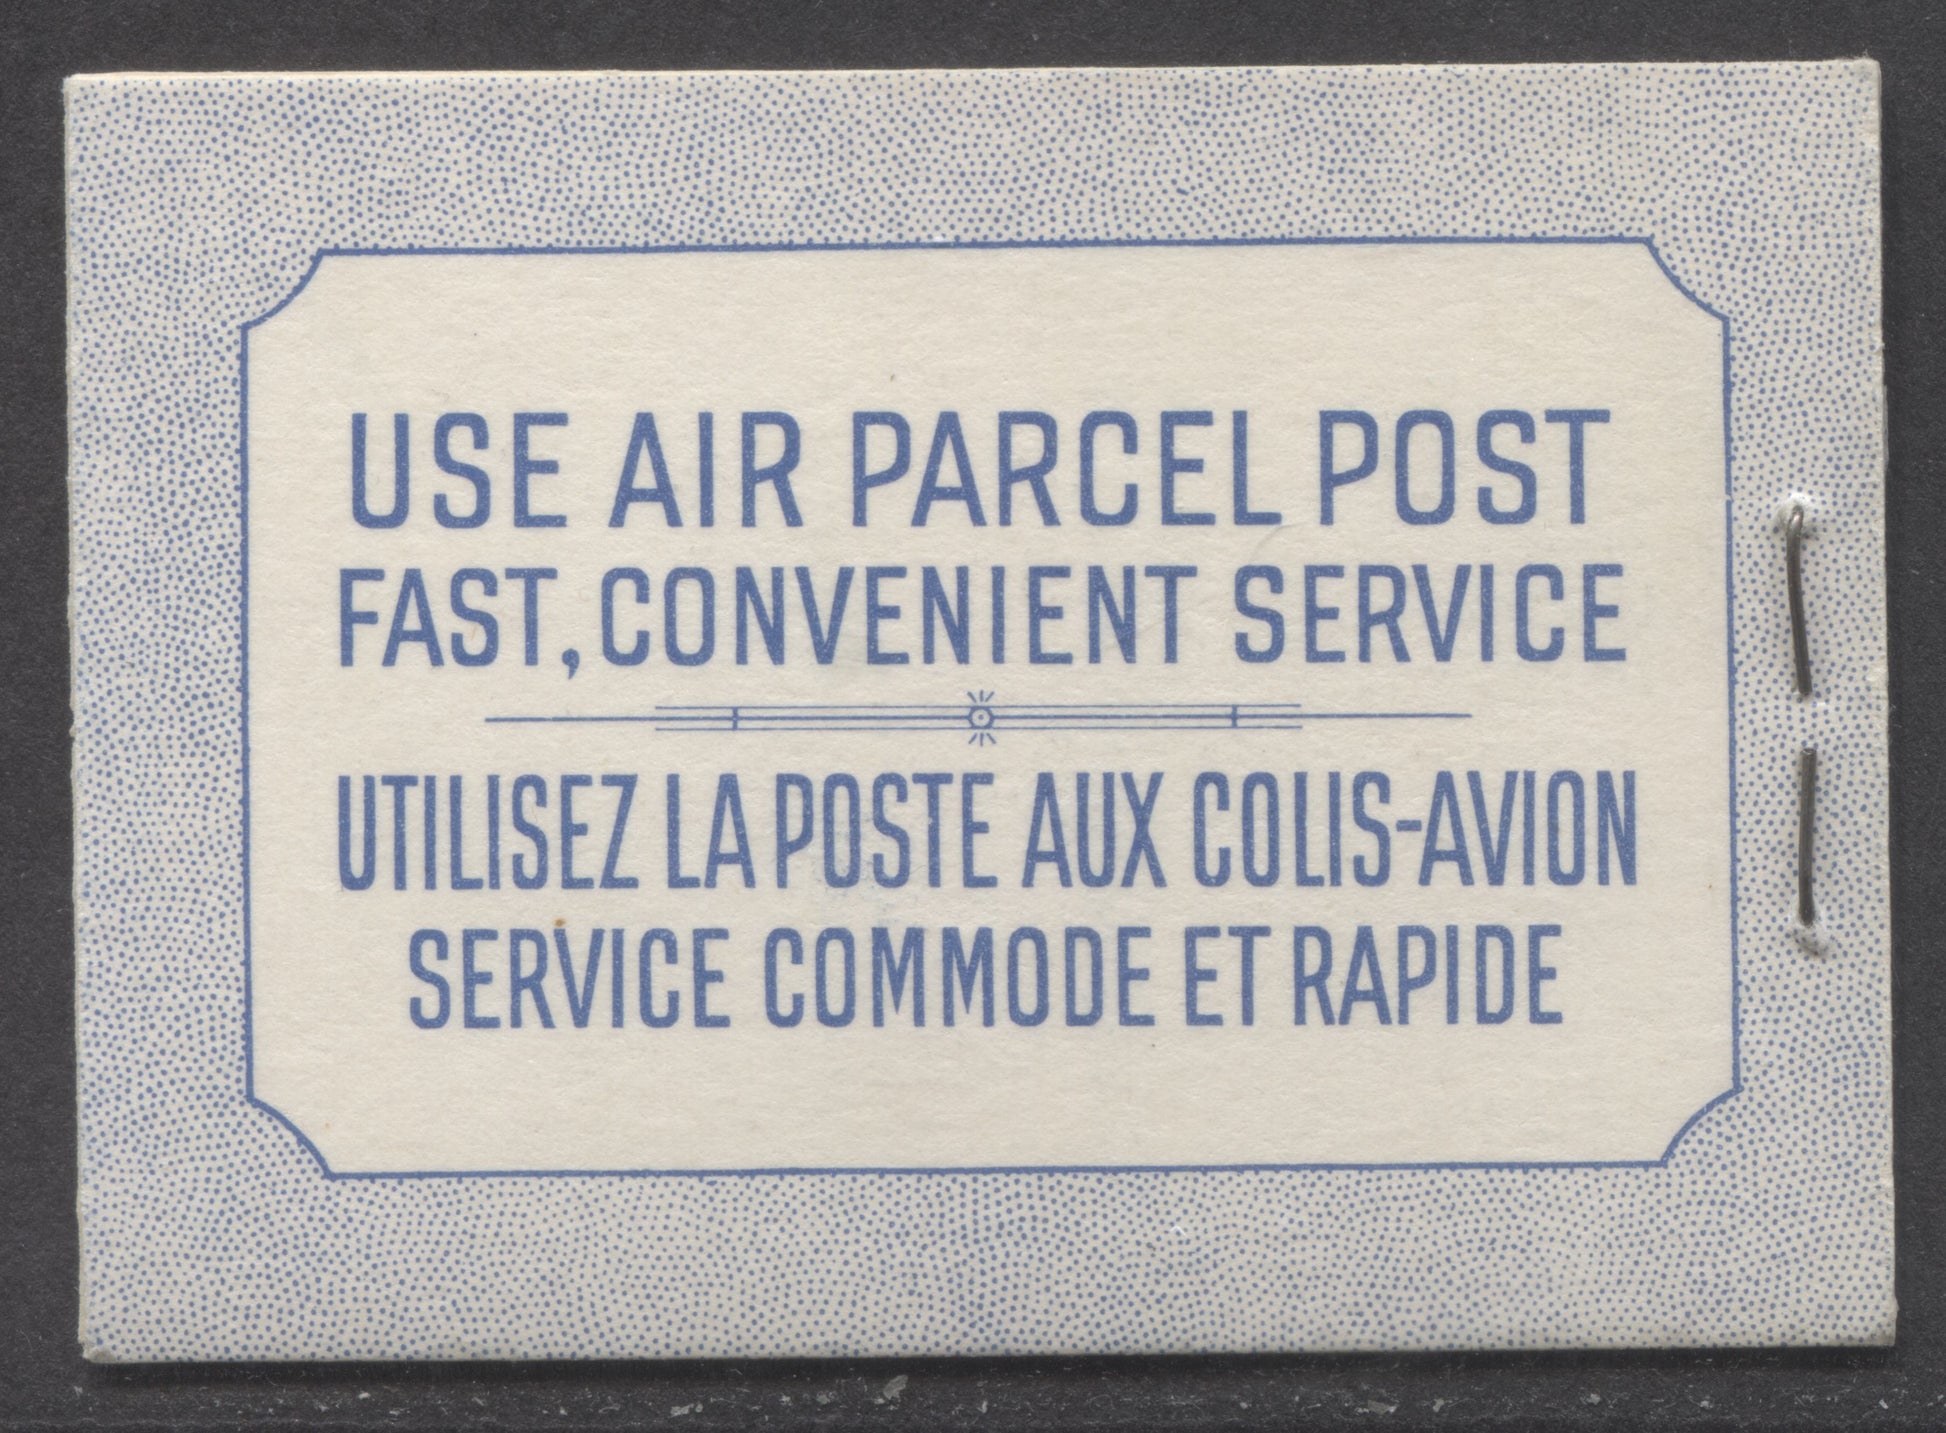 USE AIR PARCEL POST
FAST, CONVENIENT SERVICE
UTILISEZ LA POSTE AUX COLIS-AVION
SERVICE COMMODE ET RAPIDE